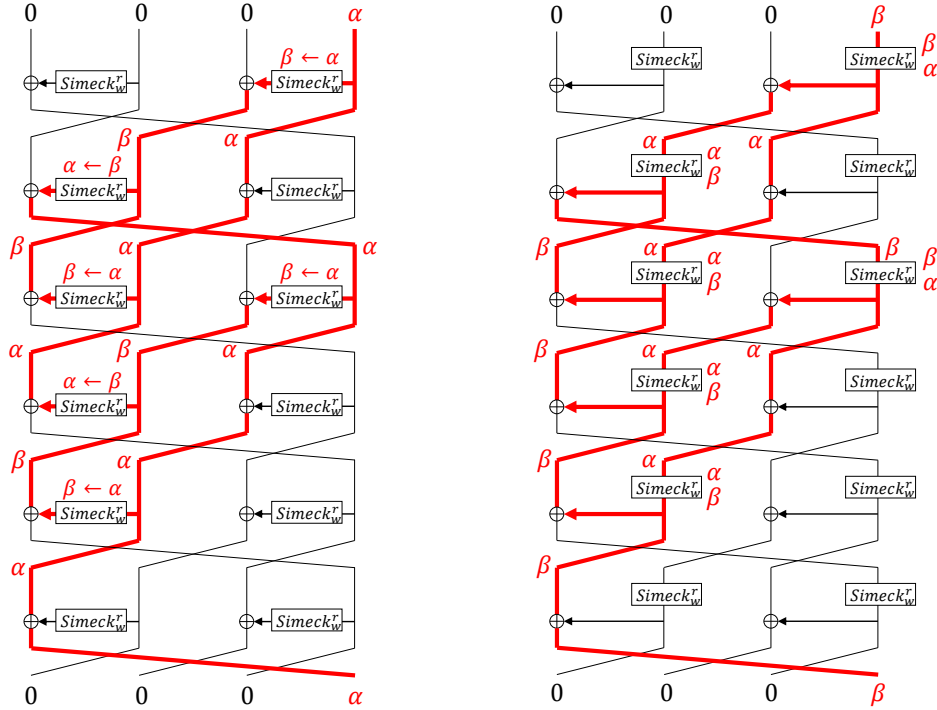 0 0 0 α
β ← α
Simeck_w^r Simeck_w^r
β α
α ← β
Simeck_w^r Simeck_w^r
β α α
β ← α β ← α
Simeck_w^r Simeck_w^r
α β α
α ← β
Simeck_w^r Simeck_w^r
β α
β ← α
Simeck_w^r Simeck_w^r
α
Simeck_w^r Simeck_w^r
0 0 0 α
0 0 0 β
Simeck_w^r Simeck_w^r β
α
α α
Simeck_w^r α Simeck_w^r
β
β α β
Simeck_w^r α Simeck_w^r β
β α
β α α
Simeck_w^r α Simeck_w^r
β
β α
Simeck_w^r α Simeck_w^r
β
β
Simeck_w^r Simeck_w^r
0 0 0 β